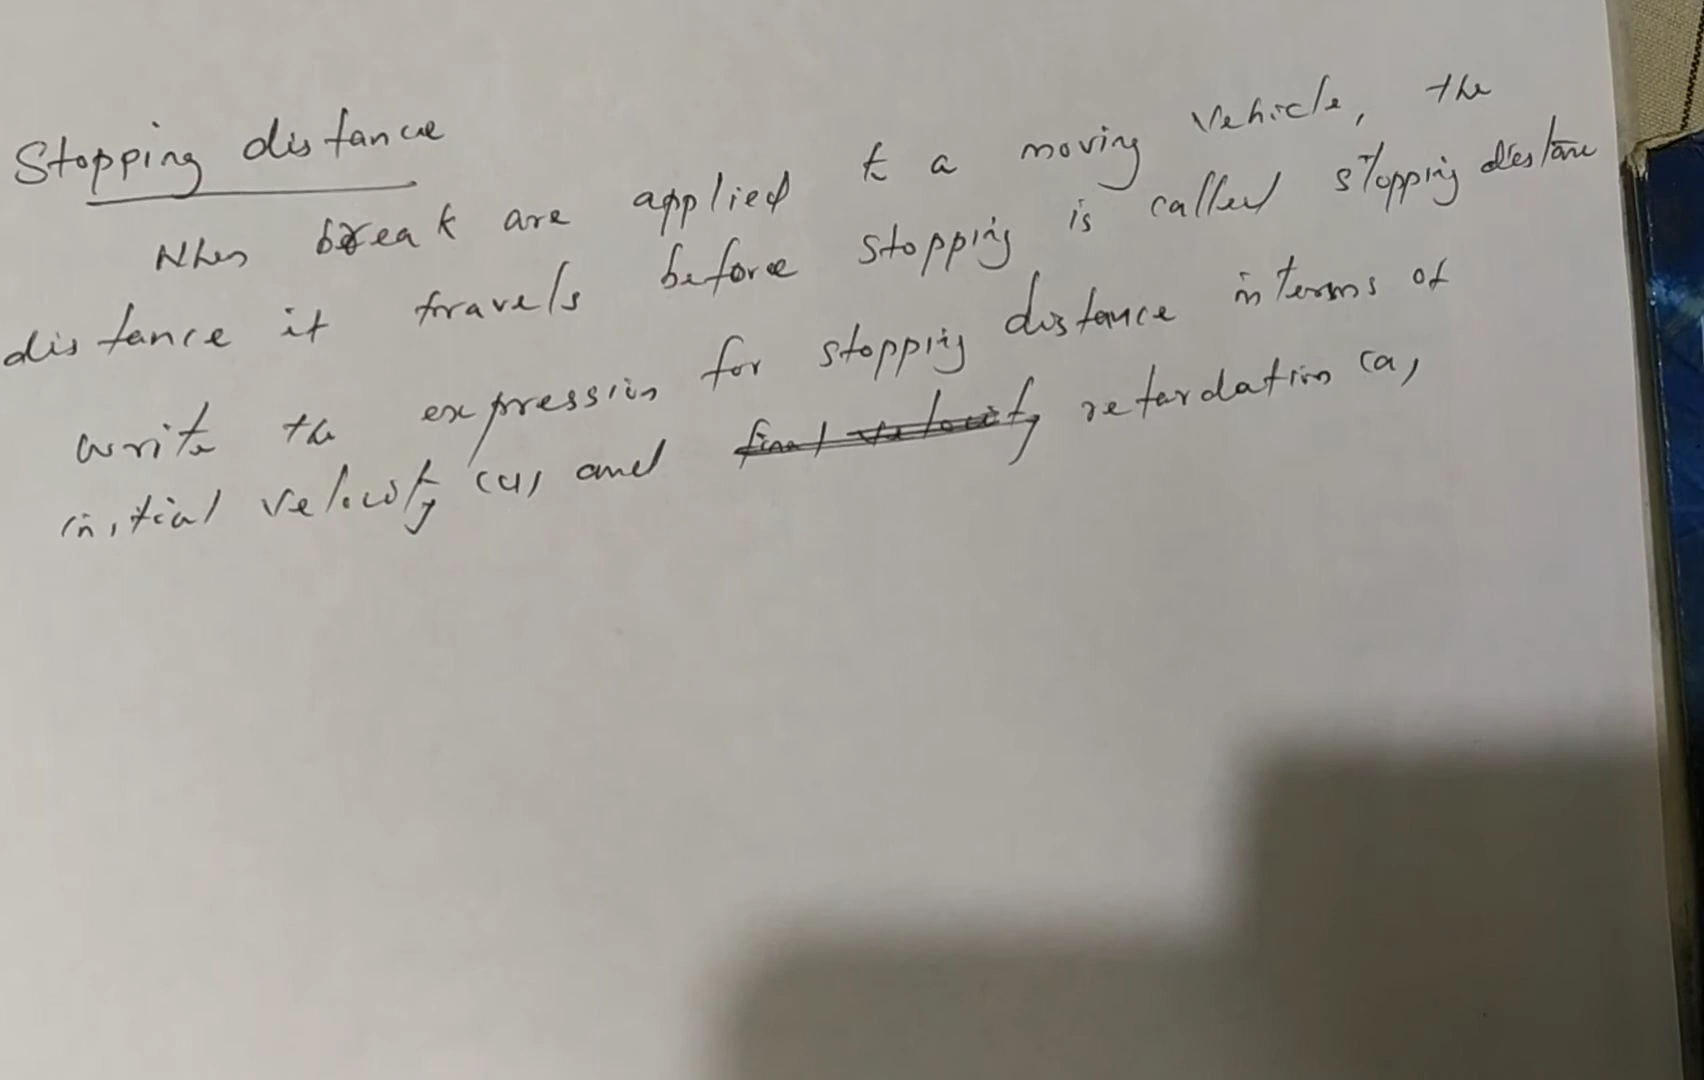 Stopping distance
When break are applied to a moving vehicle, the
distance it travels before stopping is called stopping distance
write the expression for stopping distance in terms of
initial velocity (u) and final velocity retardation (a)